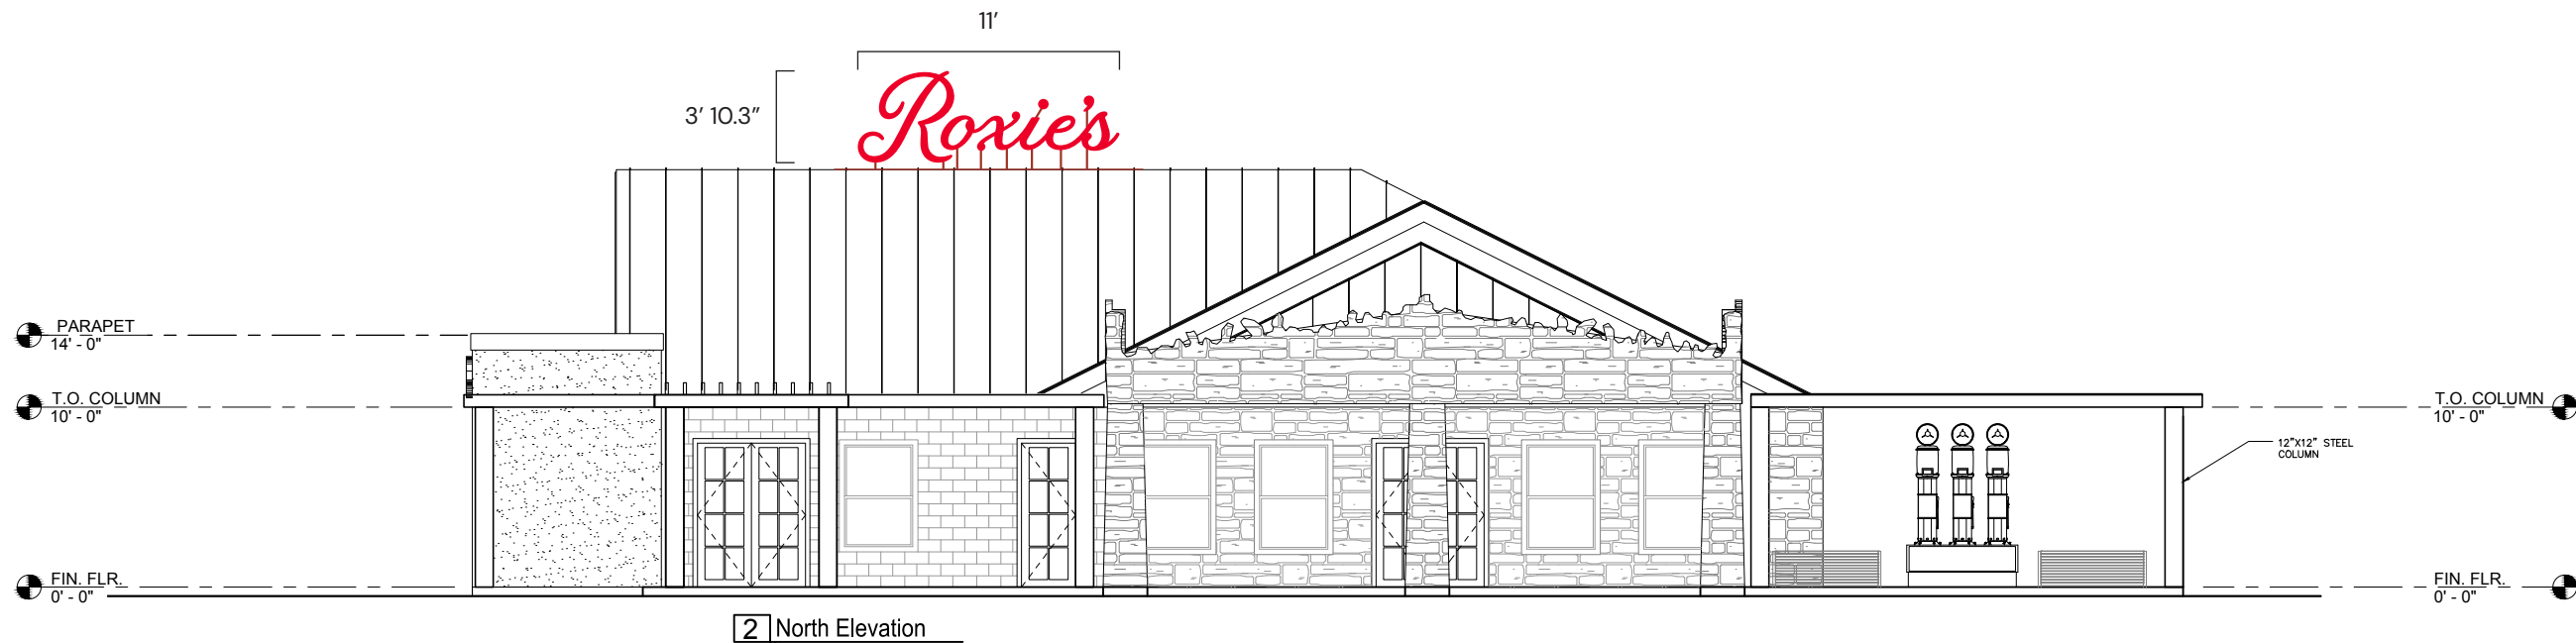 11’
3’ 10.3”
Roxie's
PARAPET
14' - 0"
T.O. COLUMN
10' - 0"
T.O. COLUMN
10' - 0"
12"X12" STEEL
COLUMN
FIN. FLR.
0' - 0"
FIN. FLR.
0' - 0"
2 North Elevation